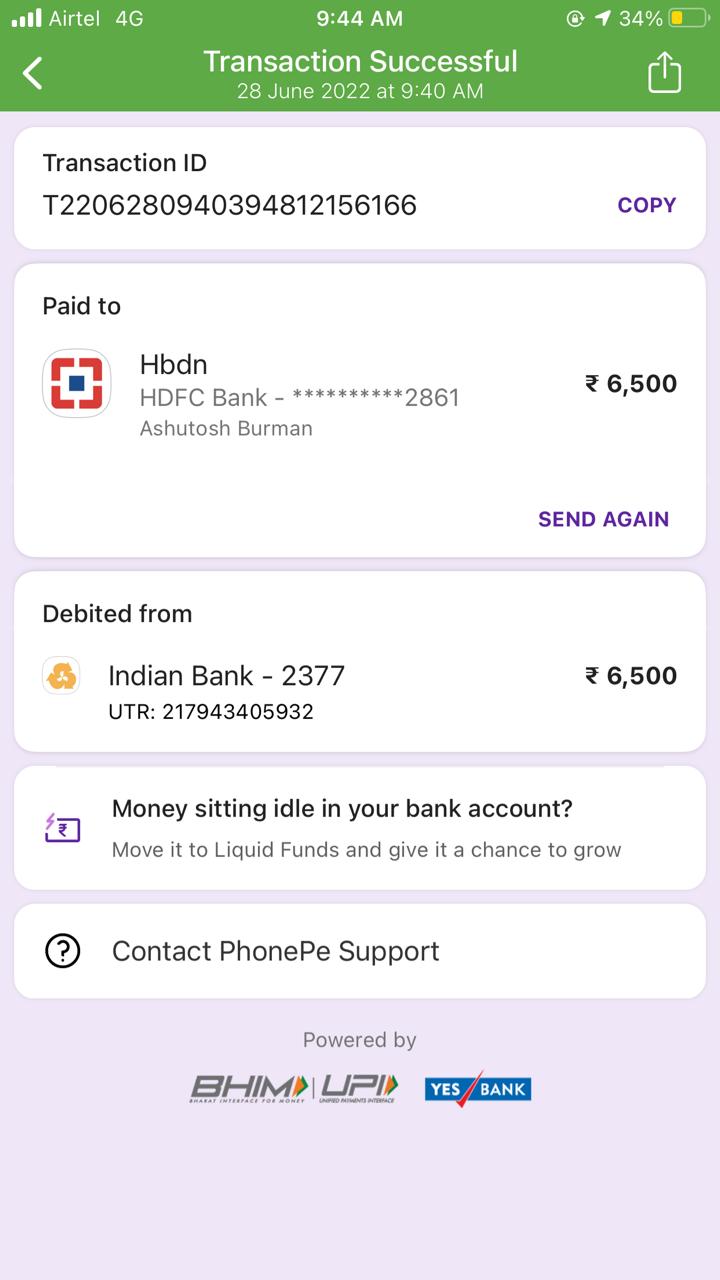 Airtel 4G 9:44 AM 34%
Transaction Successful
28 June 2022 at 9:40 AM
Transaction ID
T2206280940394812156166 COPY
Paid to
Hbdn
HDFC Bank - **********2861 ₹ 6,500
Ashutosh Burman
SEND AGAIN
Debited from
Indian Bank - 2377 ₹ 6,500
UTR: 217943405932
Money sitting idle in your bank account?
Move it to Liquid Funds and give it a chance to grow
Contact PhonePe Support
Powered by
BHIM UPI YES BANK
BHARAT INTERFACE FOR MONEY UNIFIED PAYMENTS INTERFACE